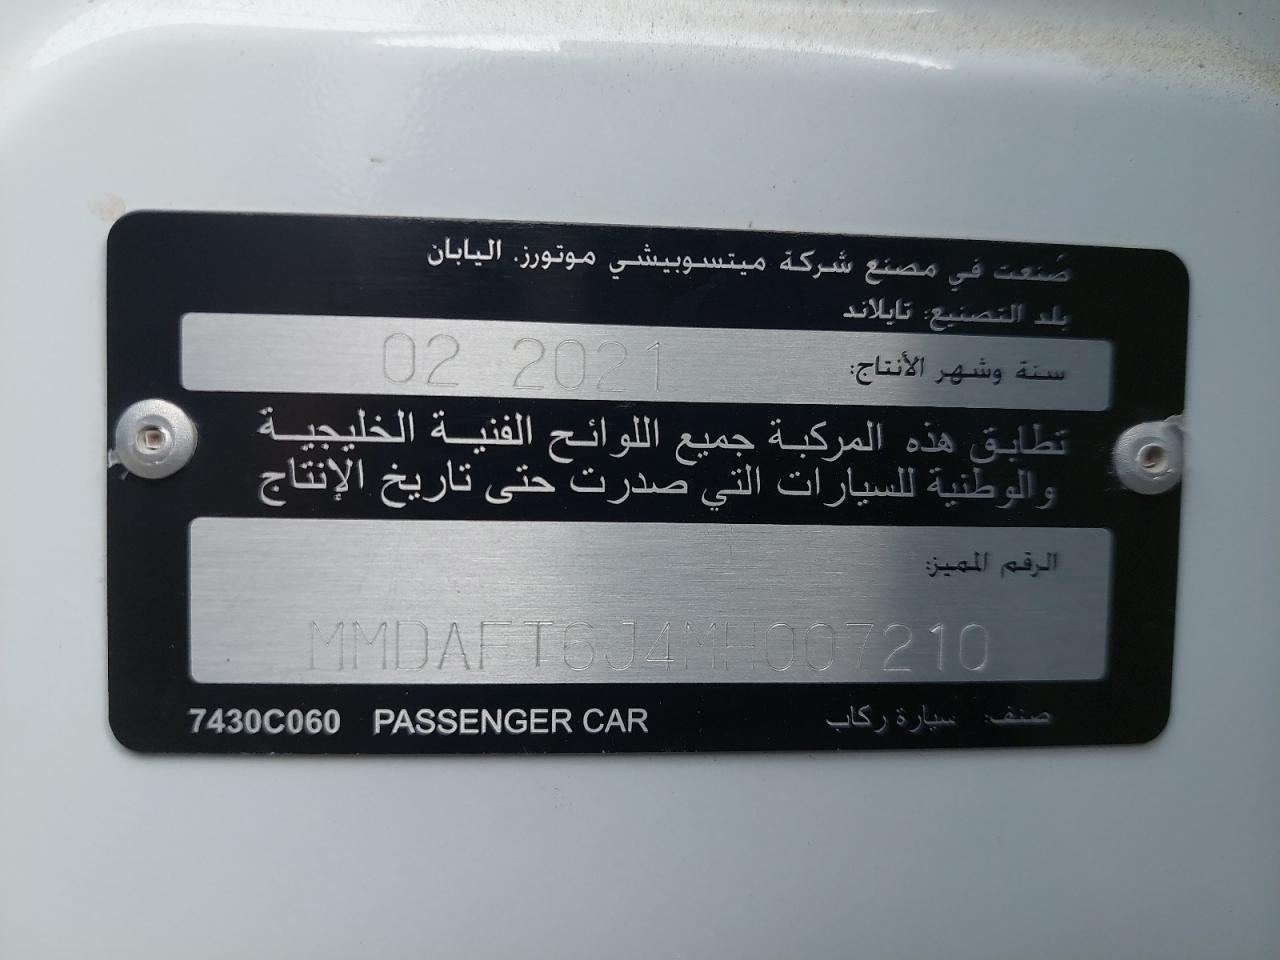 صُنعت في مصنع شركة ميتسوبيشي موتورز. اليابان
بلد التصنيع: تايلاند
سنة وشهر الأنتاج: 02 2021
تطابق هذه المركبة جميع اللوائح الفنية الخليجية
والوطنية للسيارات التي صدرت حتى تاريخ الإنتاج
الرقم المميز:
MMDAFT6J4MH007210
صنف: سيارة ركاب PASSENGER CAR 7430C060